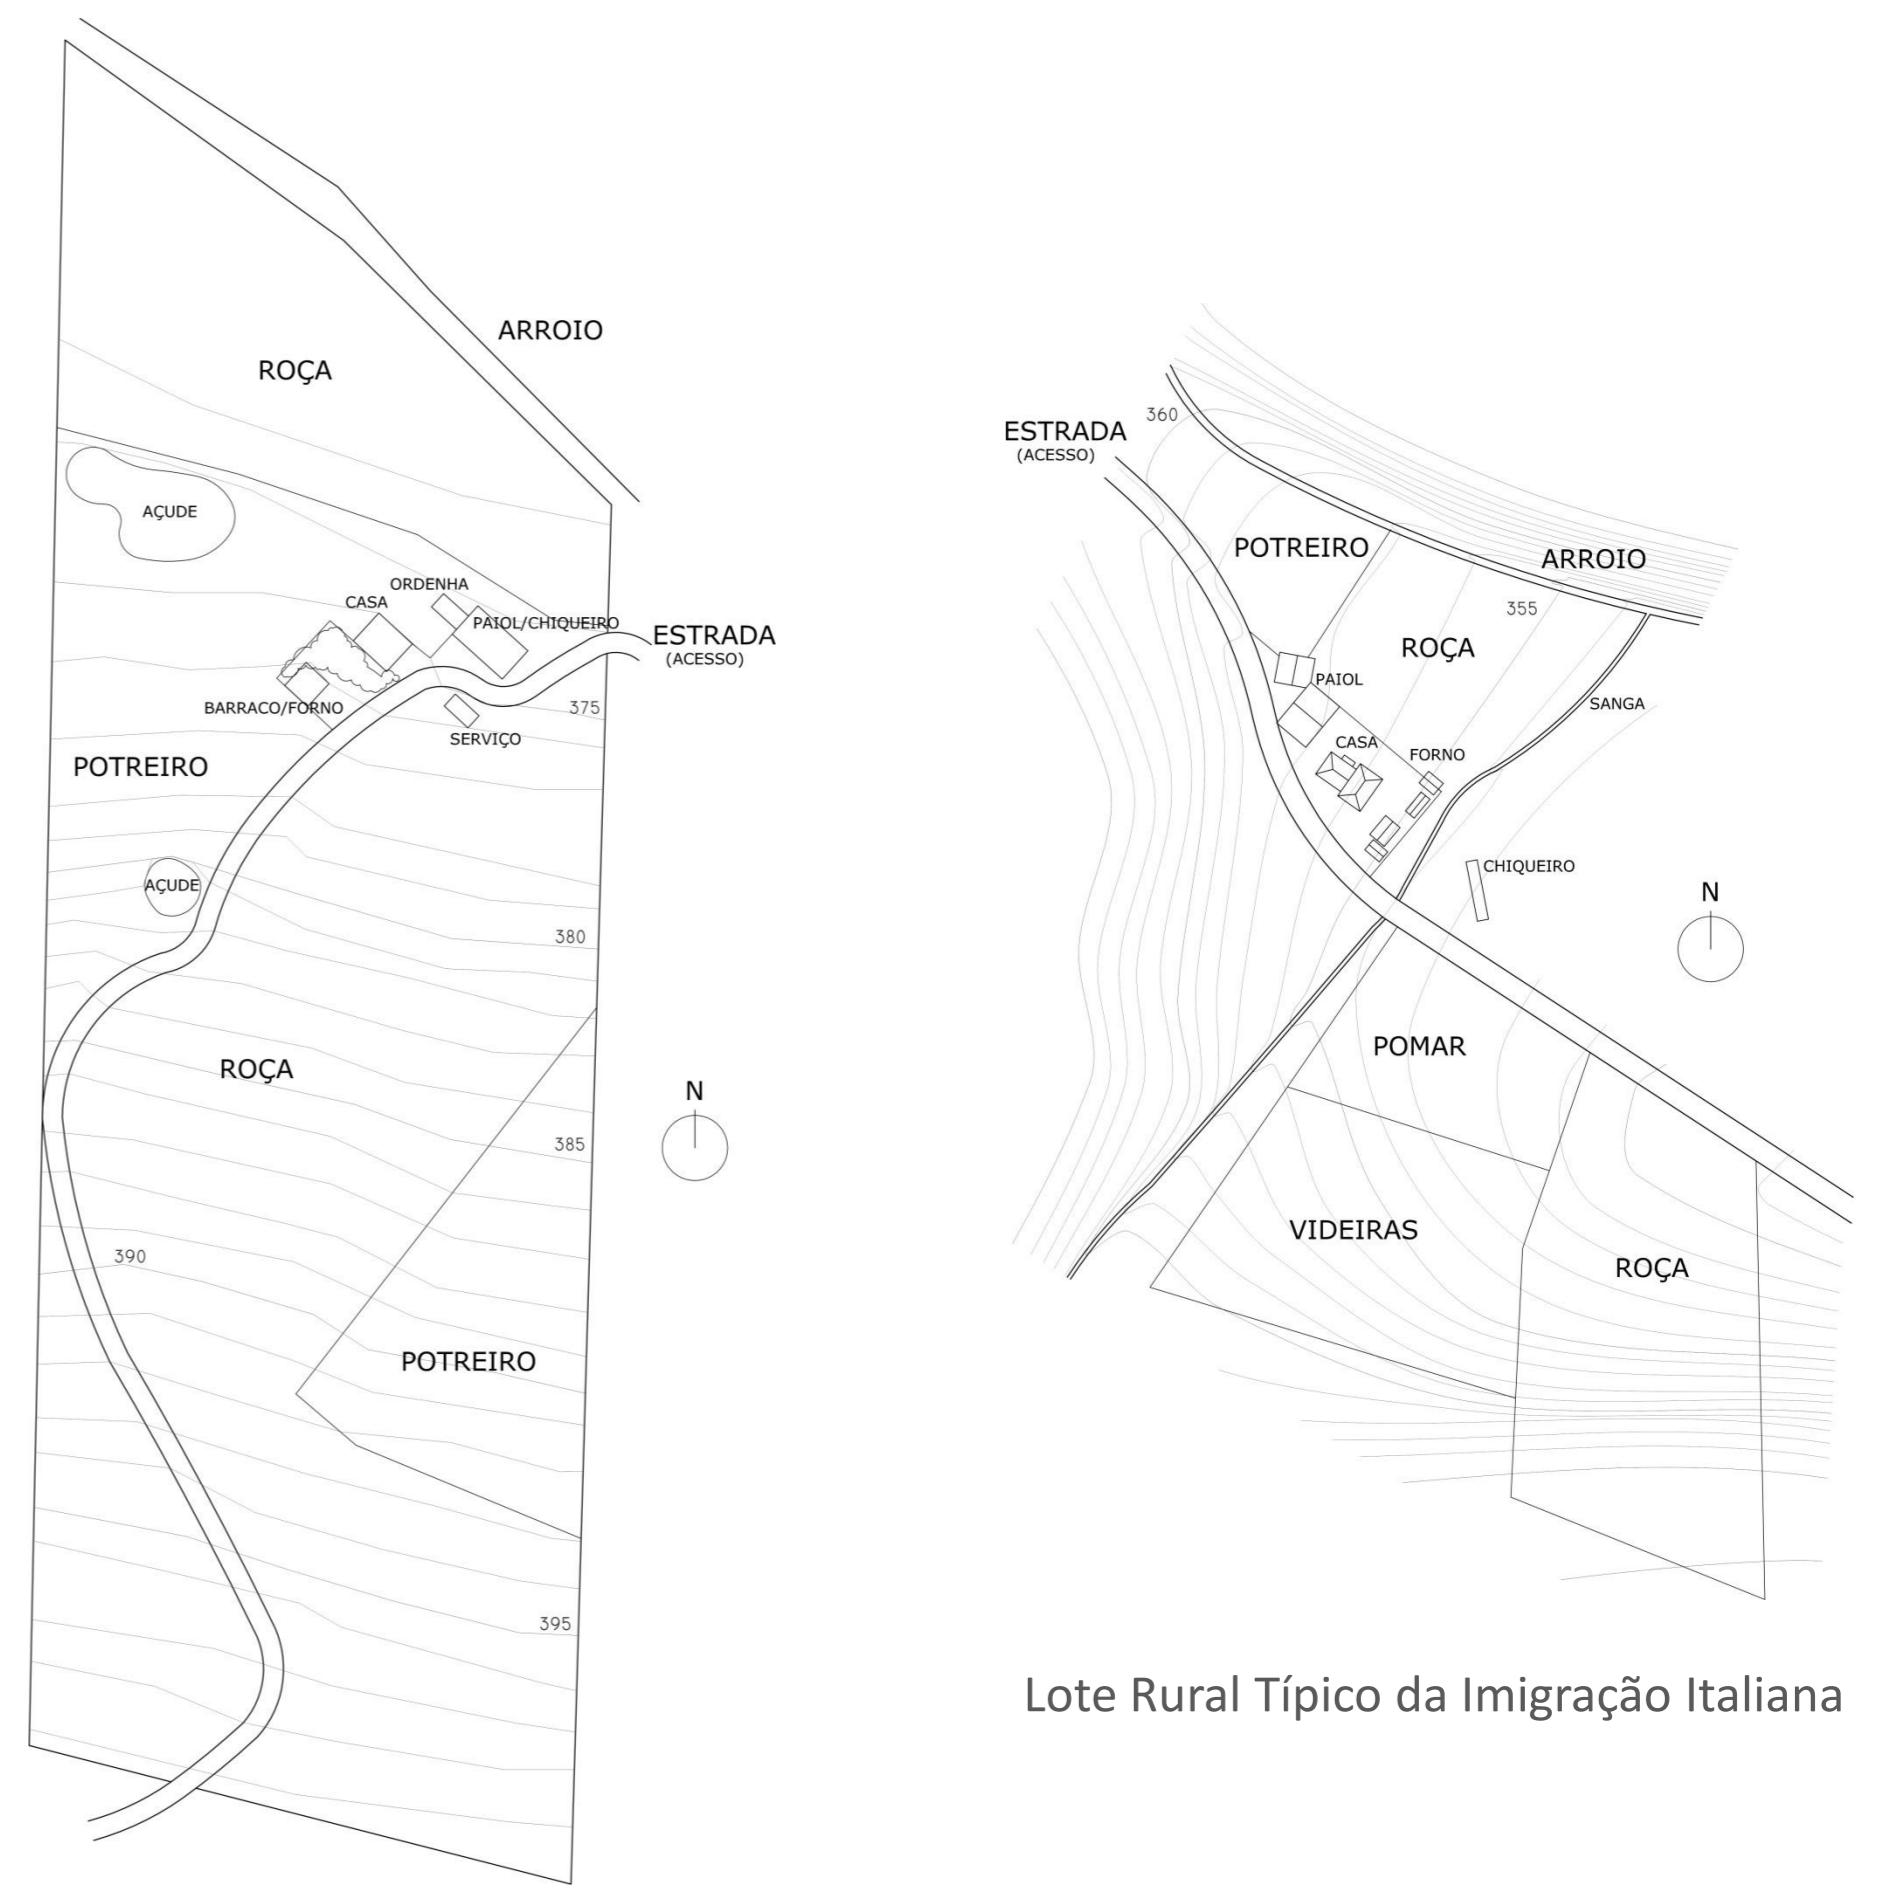 ARROIO
ROÇA
AÇUDE
ORDENHA
CASA
PAIOL/CHIQUEIRO
ESTRADA
(ACESSO)
BARRACO/FORNO
375
SERVIÇO
POTREIRO
AÇUDE
380
ROÇA
N
385
390
POTREIRO
395
360
ESTRADA
(ACESSO)
POTREIRO
ARROIO
355
ROÇA
PAIOL
SANGA
CASA
FORNO
CHIQUEIRO
N
POMAR
VIDEIRAS
ROÇA
Lote Rural Típico da Imigração Italiana